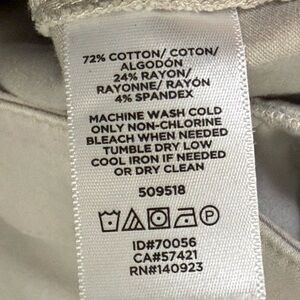 72% COTTON/ COTON/
ALGODÓN
24% RAYON/
RAYONNE/ RAYÓN
4% SPANDEX
MACHINE WASH COLD
ONLY NON-CHLORINE
BLEACH WHEN NEEDED
TUMBLE DRY LOW
COOL IRON IF NEEDED
OR DRY CLEAN
509518
P
ID#70056
CA#57421
RN#140923